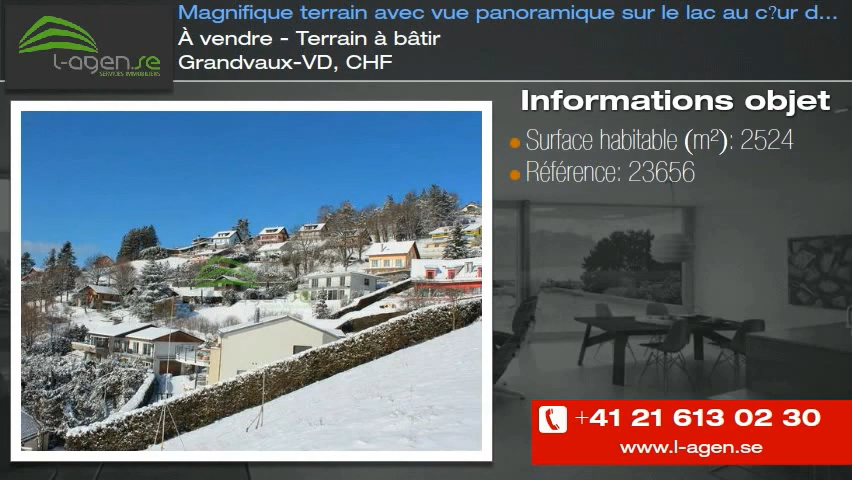 l-agen.se
SERVICES IMMOBILIERS
Magnifique terrain avec vue panoramique sur le lac au c?ur d...
À vendre - Terrain à bâtir
Grandvaux-VD, CHF
Informations objet
Surface habitable (m²): 2524
Référence: 23656
+41 21 613 02 30
www.l-agen.se